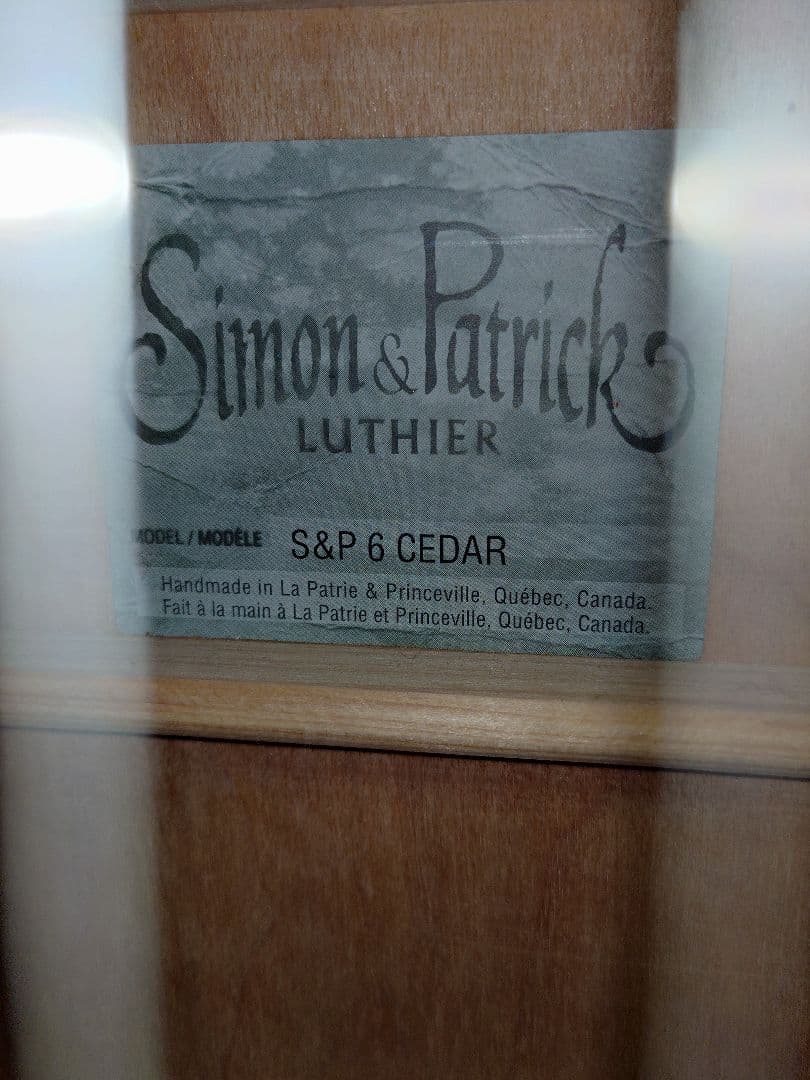 Simon & Patrick
LUTHIER
MODEL / MODÈLE S&P 6 CEDAR
Handmade in La Patrie & Princeville, Québec, Canada.
Fait à la main à La Patrie et Princeville, Québec, Canada.